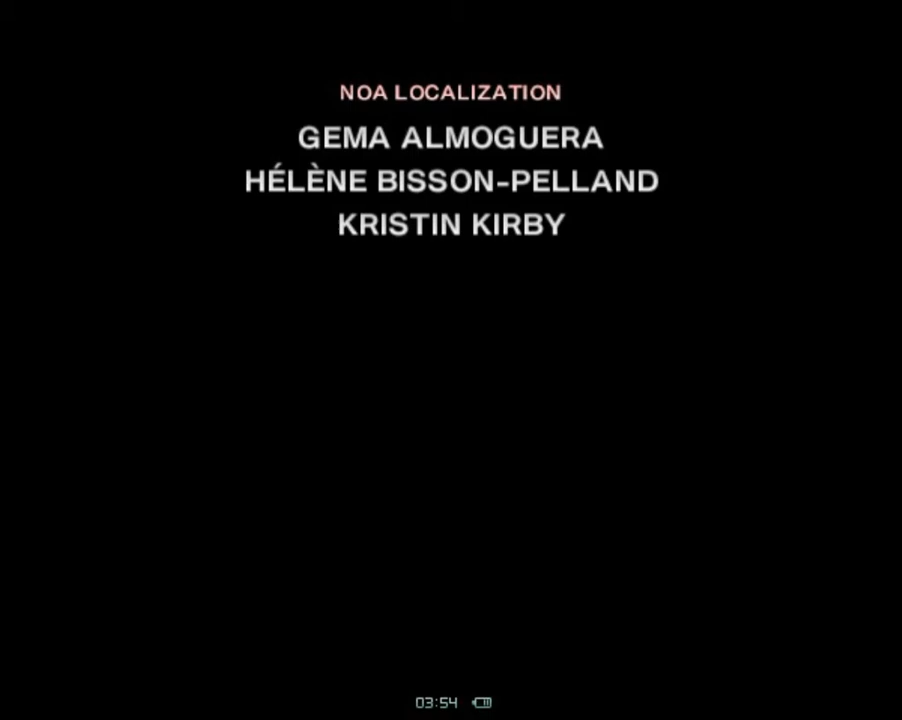 NOA LOCALIZATION
GEMA ALMOGUERA
HÉLÈNE BISSON-PELLAND
KRISTIN KIRBY
03:54